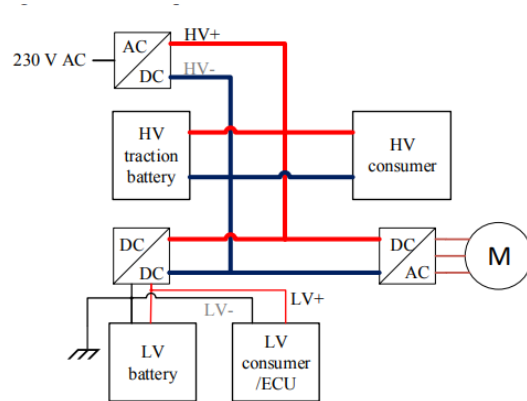 HV+
AC
230 V AC
DC
HV-
HV
traction
battery
HV
consumer
DC
DC
DC
AC
M
LV+
LV-
LV
battery
LV
consumer
/ECU